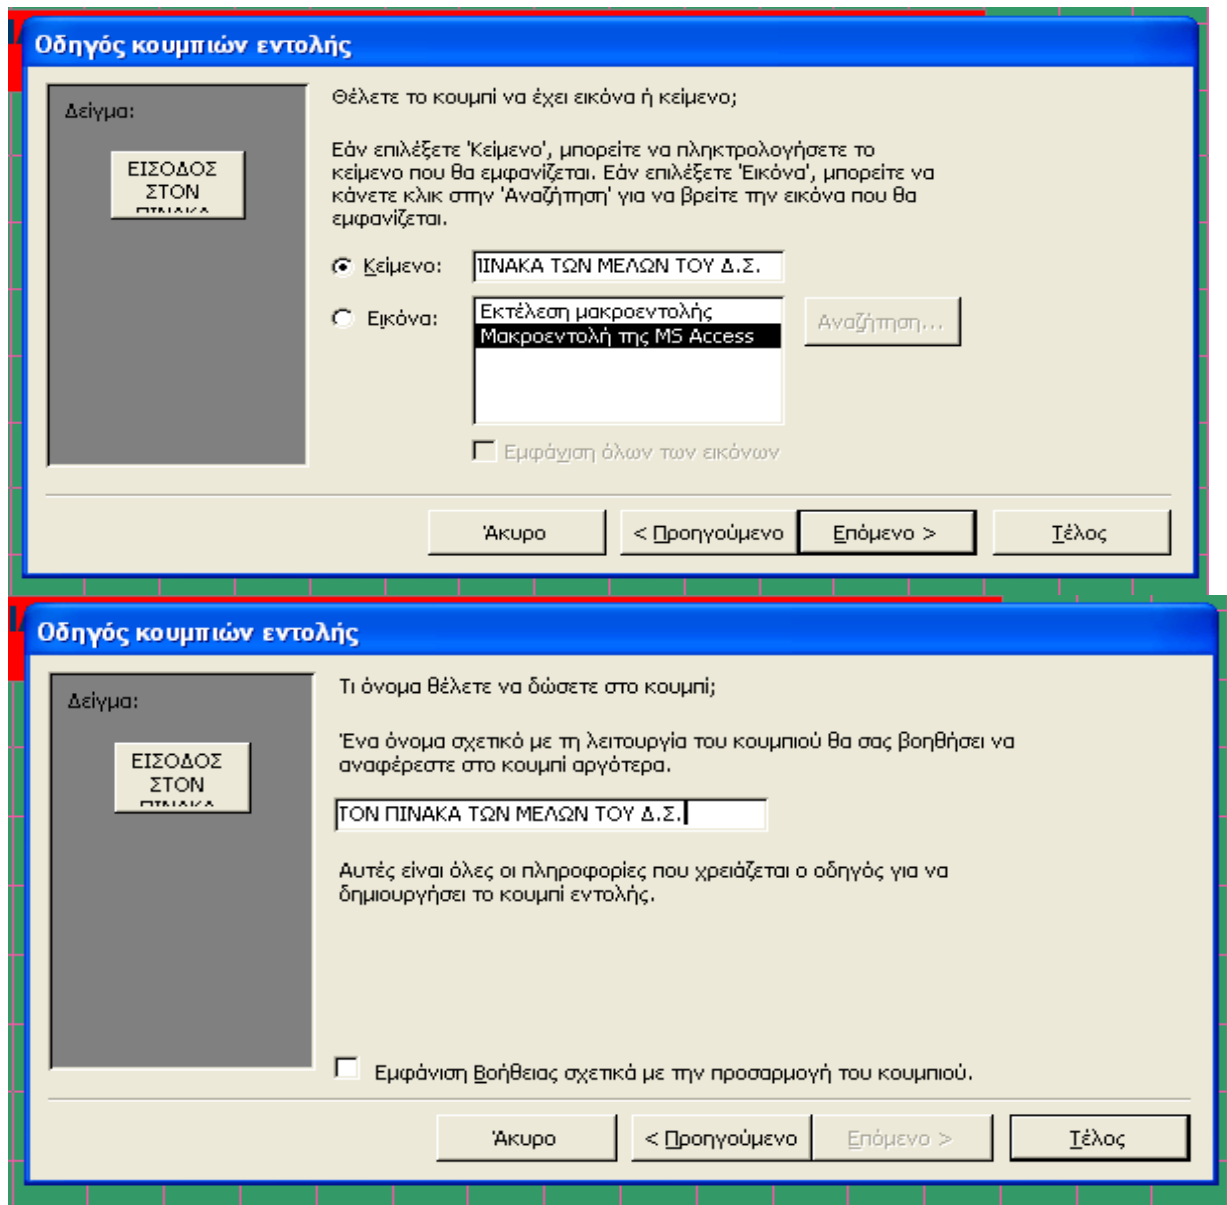 Οδηγός κουμπιών εντολής
Δείγμα:
ΕΙΣΟΔΟΣ
ΣΤΟΝ
ΠΙΝΑΚΑ
Θέλετε το κουμπί να έχει εικόνα ή κείμενο;
Εάν επιλέξετε 'Κείμενο', μπορείτε να πληκτρολογήσετε το
κείμενο που θα εμφανίζεται. Εάν επιλέξετε 'Εικόνα', μπορείτε να
κάνετε κλικ στην 'Αναζήτηση' για να βρείτε την εικόνα που θα
εμφανίζεται.
Κείμενο: ΠΙΝΑΚΑ ΤΩΝ ΜΕΛΩΝ ΤΟΥ Δ.Σ.
Εικόνα:
Εκτέλεση μακροεντολής
Μακροεντολή της MS Access
Αναζήτηση...
Εμφάνιση όλων των εικόνων
Άκυρο
< Προηγούμενο
Επόμενο >
Τέλος
Οδηγός κουμπιών εντολής
Δείγμα:
ΕΙΣΟΔΟΣ
ΣΤΟΝ
ΠΙΝΑΚΑ
Τι όνομα θέλετε να δώσετε στο κουμπί;
Ένα όνομα σχετικό με τη λειτουργία του κουμπιού θα σας βοηθήσει να
αναφέρεστε στο κουμπί αργότερα.
ΤΟΝ ΠΙΝΑΚΑ ΤΩΝ ΜΕΛΩΝ ΤΟΥ Δ.Σ.
Αυτές είναι όλες οι πληροφορίες που χρειάζεται ο οδηγός για να
δημιουργήσει το κουμπί εντολής.
Εμφάνιση Βοήθειας σχετικά με την προσαρμογή του κουμπιού.
Άκυρο
< Προηγούμενο
Επόμενο >
Τέλος